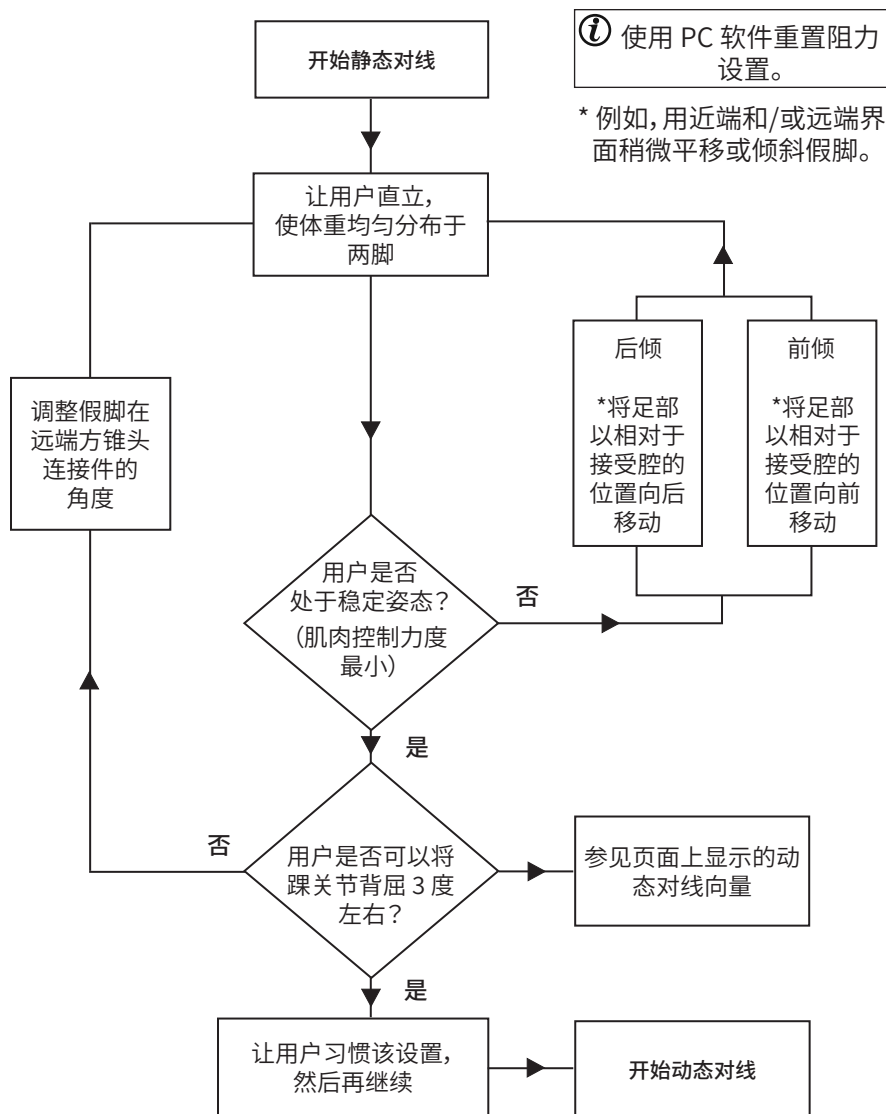 开始静态对线
i 使用 PC 软件重置阻力
设置。
* 例如，用近端和/或远端界
面稍微平移或倾斜假脚。
让用户直立，
使体重均匀分布于
两脚
后倾
*将足部
以相对于
接受腔的
位置向后
移动
前倾
*将足部
以相对于
接受腔的
位置向前
移动
调整假脚在
远端方锥头
连接件的
角度
用户是否
处于稳定姿态？
（肌肉控制力度
最小）
否
是
否
用户是否可以将
踝关节背屈 3 度
左右？
参见页面上显示的动
态对线向量
是
让用户习惯该设置，
然后再继续
开始动态对线